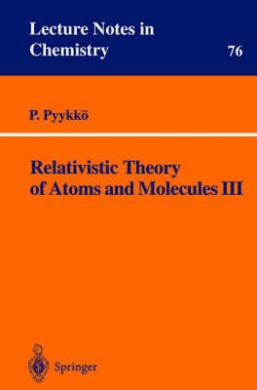 Lecture Notes in
Chemistry
76
P. Pyykkö
Relativistic Theory
of Atoms and Molecules III
Springer